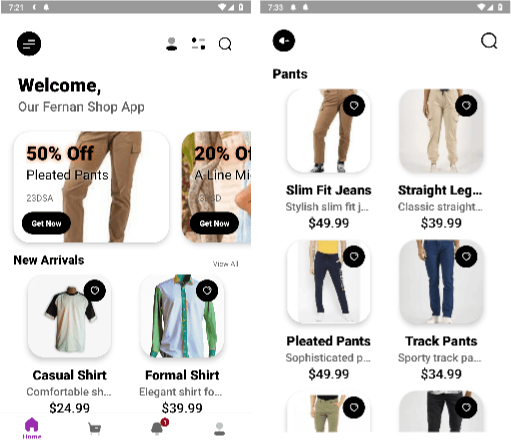 7:21
Welcome,
Our Fernan Shop App
50% Off
Pleated Pants
23DSA
Get Now
20% Of
A-Line Mi
Get Now
New Arrivals
View All
Casual Shirt
Comfortable sh...
$24.99
Formal Shirt
Elegant shirt fo...
$39.99
Home
1
7:33
Pants
Slim Fit Jeans
Stylish slim fit j...
$49.99
Straight Leg...
Classic straight...
$39.99
Pleated Pants
Sophisticated p...
$49.99
Track Pants
Sporty track pa...
$34.99